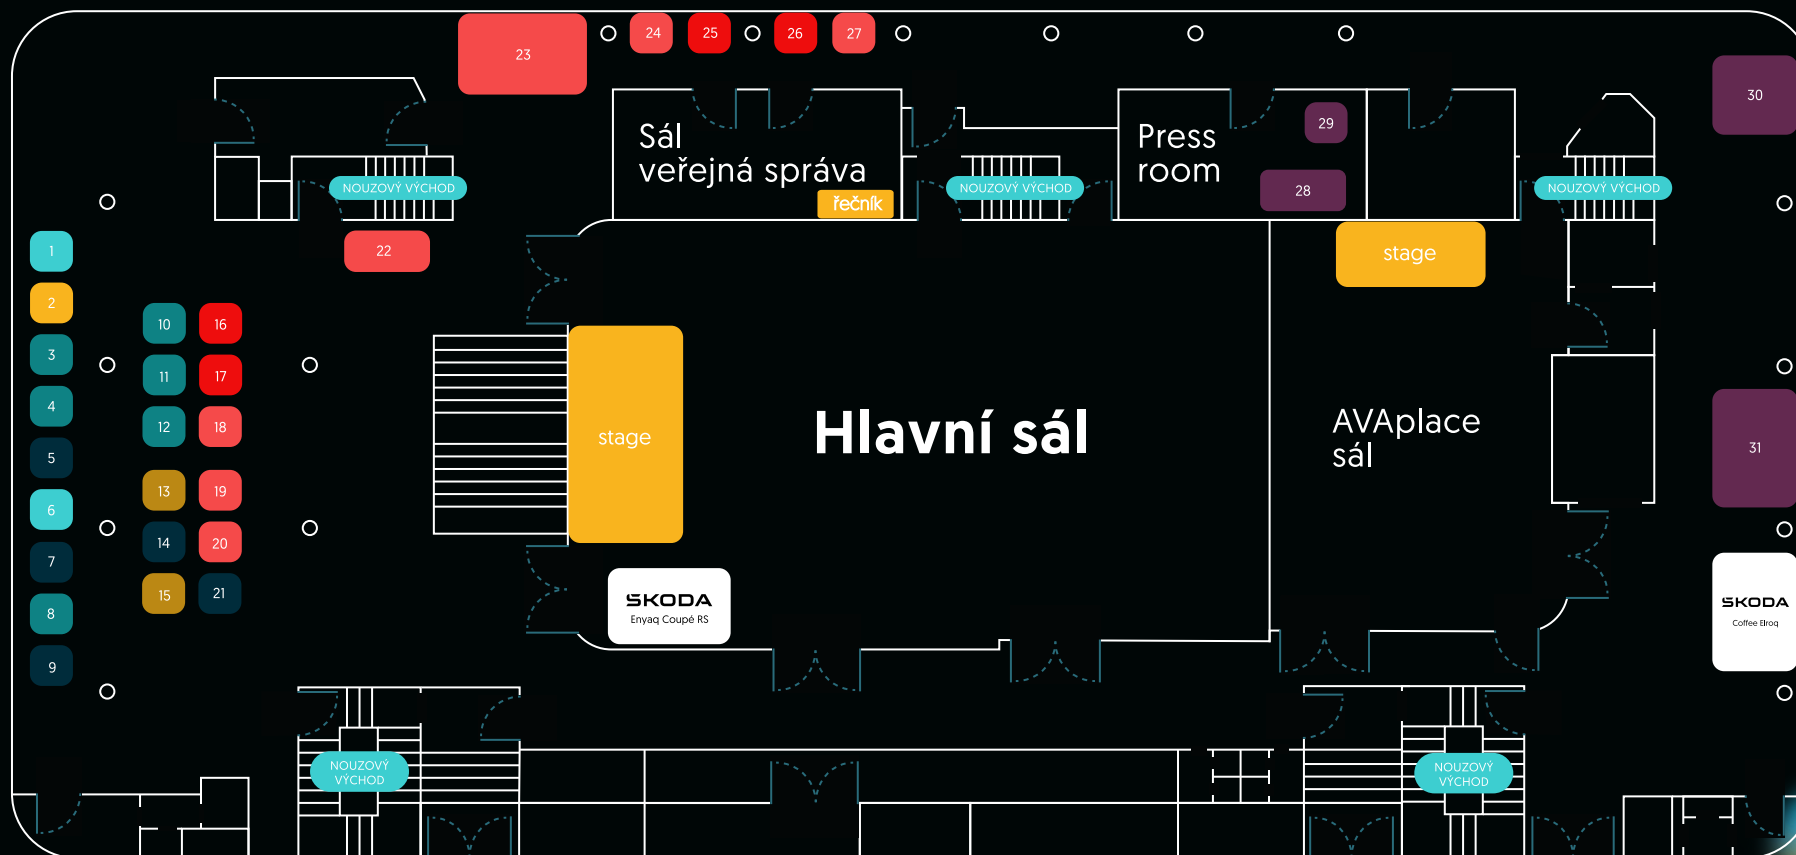 23
24
25
26
27
30
Sál
veřejná správa
řečník
Press
room
29
28
NOUZOVÝ VÝCHOD
NOUZOVÝ VÝCHOD
NOUZOVÝ VÝCHOD
22
stage
1
2
3
4
5
6
7
8
9
10
11
12
13
14
15
16
17
18
19
20
21
stage
Hlavní sál
AVAplace
sál
31
ŠKODA
Enyaq Coupé RS
ŠKODA
Coffee Elroq
NOUZOVÝ
VÝCHOD
NOUZOVÝ
VÝCHOD